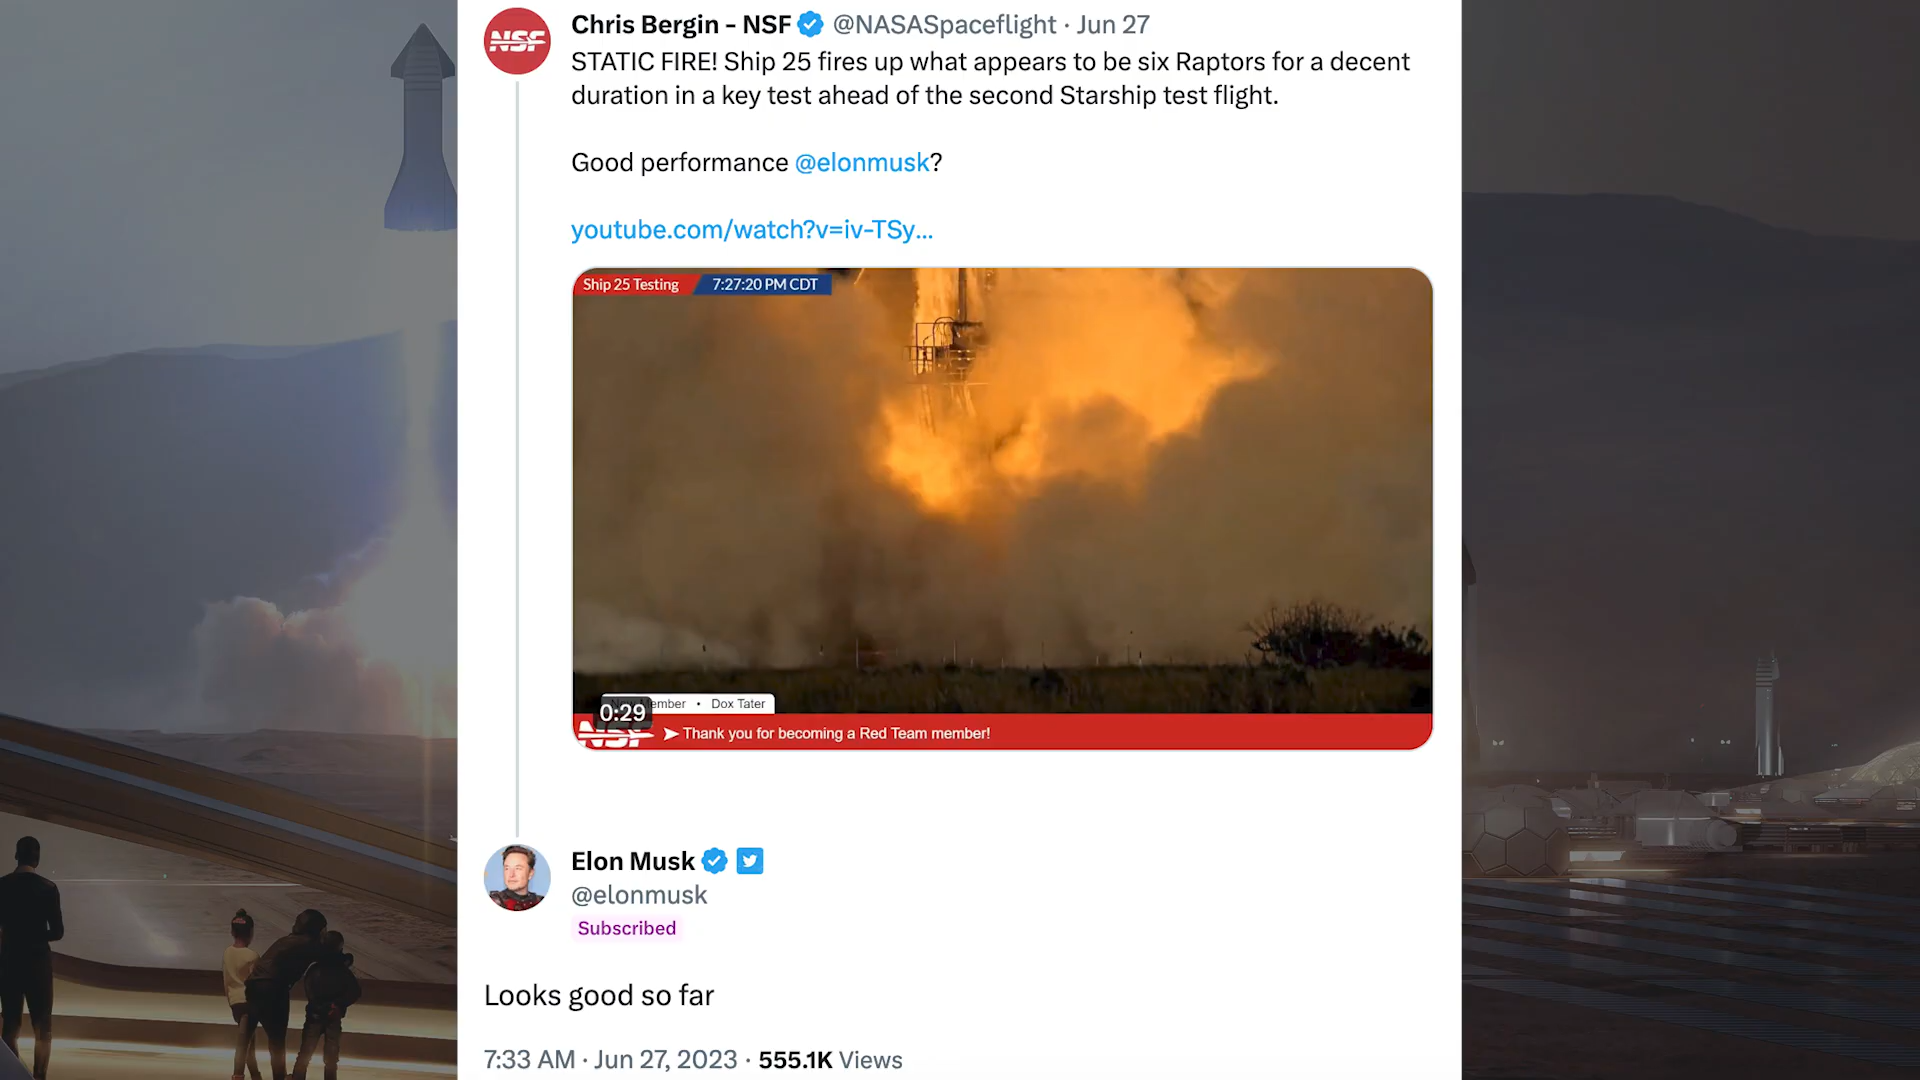 NSF
Chris Bergin - NSF @NASASpaceflight · Jun 27
STATIC FIRE! Ship 25 fires up what appears to be six Raptors for a decent
duration in a key test ahead of the second Starship test flight.
Good performance @elonmusk?
youtube.com/watch?v=iv-TSy...
Ship 25 Testing 7:27:20 PM CDT
Member • Dox Tater
0:29
NSF ➤ Thank you for becoming a Red Team member!
Elon Musk
@elonmusk
Subscribed
Looks good so far
7:33 AM · Jun 27, 2023 · 555.1K Views